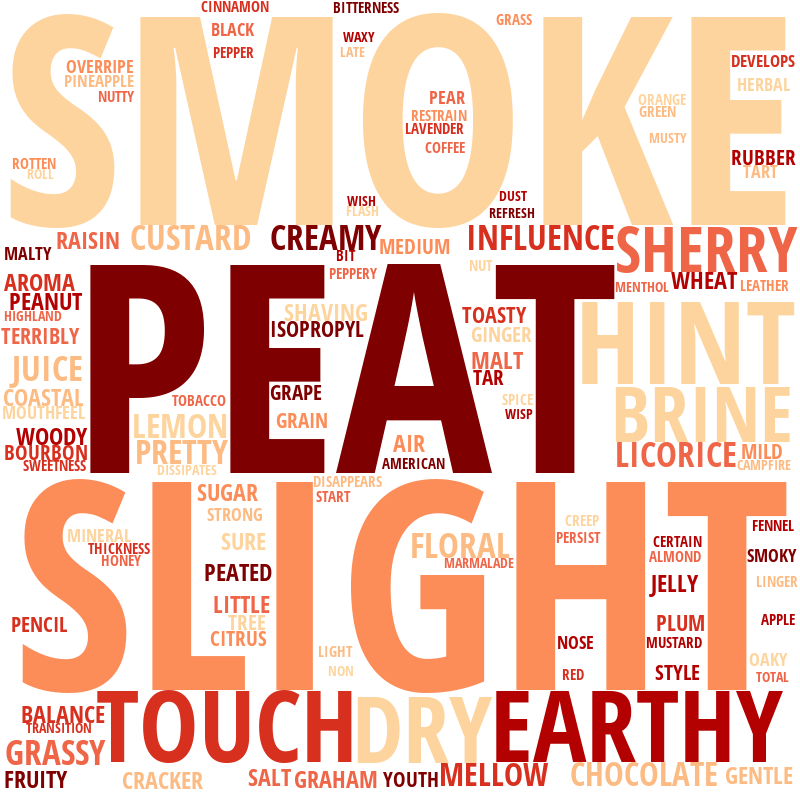 CINNAMON
BITTERNESS
SMOKE
GRASS
BLACK
WAXY
PEPPER
LATE
OVERRIPE
DEVELOPS
PINEAPPLE
HERBAL
NUTTY
PEAR
ORANGE
RESTRAIN
GREEN
LAVENDER
MUSTY
COFFEE
RUBBER
ROTTEN
TART
ROLL
WISH
DUST
FLASH
REFRESH
RAISIN
CUSTARD
CREAMY
MEDIUM
INFLUENCE
SHERRY
MALTY
BIT
PEPPERY
NUT
AROMA
PEAT
MENTHOL
WHEAT
LEATHER
PEANUT
HIGHLAND
SHAVING
TOASTY
HINT
TERRIBLY
ISOPROPYL
GINGER
JUICE
MALT
TAR
COASTAL
TOBACCO
GRAPE
SPICE
BRINE
MOUTHFEEL
LEMON
GRAIN
WISP
WOODY
PRETTY
AIR
BOURBON
LICORICE
MILD
SWEETNESS
DISSIPATES
AMERICAN
CAMPFIRE
SLIGHT
SUGAR
DISAPPEARS
START
STRONG
CREEP
FENNEL
MINERAL
SURE
FLORAL
PERSIST
CERTAIN
THICKNESS
ALMOND
SMOKY
HONEY
MARMALADE
PEATED
JELLY
LINGER
LITTLE
PENCIL
TREE
PLUM
APPLE
CITRUS
NOSE
MUSTARD
LIGHT
OAKY
NON
RED
STYLE
TOTAL
BALANCE
TOUCH
DRY
EARTHY
TRANSITION
GRASSY
FRUITY
CRACKER
SALT
GRAHAM
YOUTH
MELLOW
CHOCOLATE
GENTLE